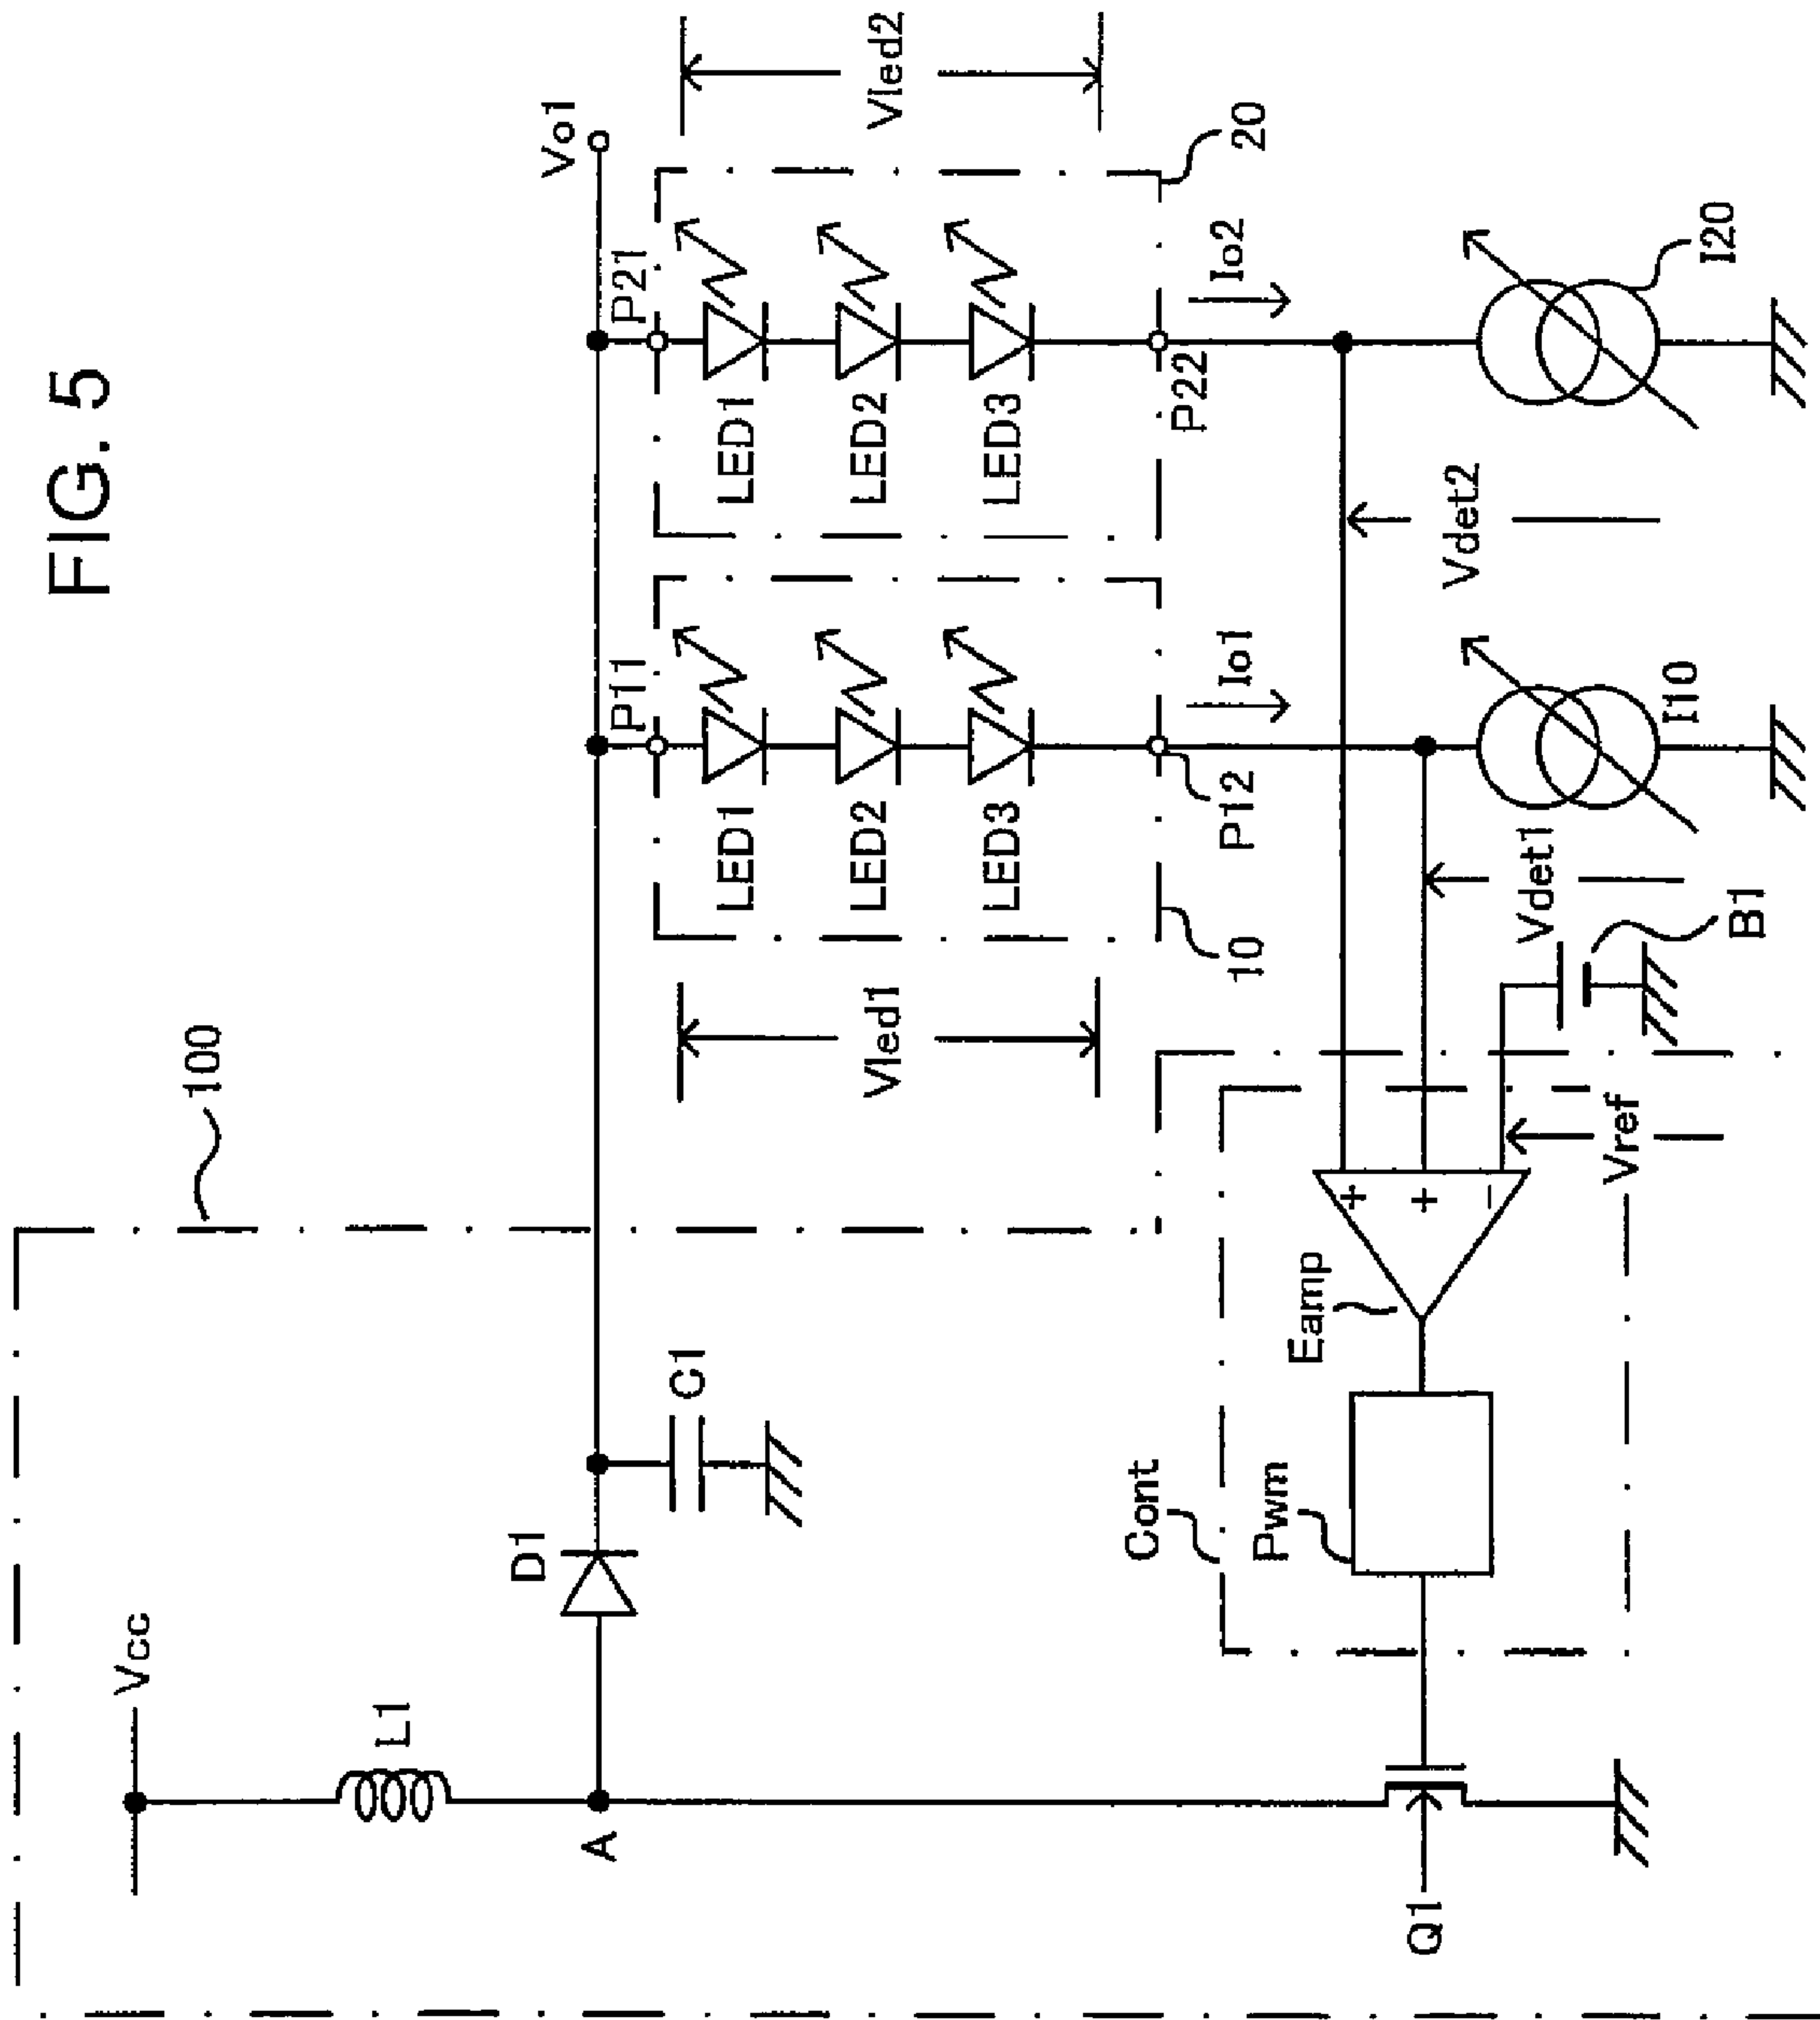 FIG. 5
100
Vcc
L1
A
D1
C1
Vo1
P11
P21
LED1
LED2
LED3
LED1
LED2
LED3
Vled1
Vled2
10
20
P12
P22
Io1
Io2
Cont
Pwm
Eamp
+
+
−
Vref
Vdet1
Vdet2
B1
I10
I20
Q1